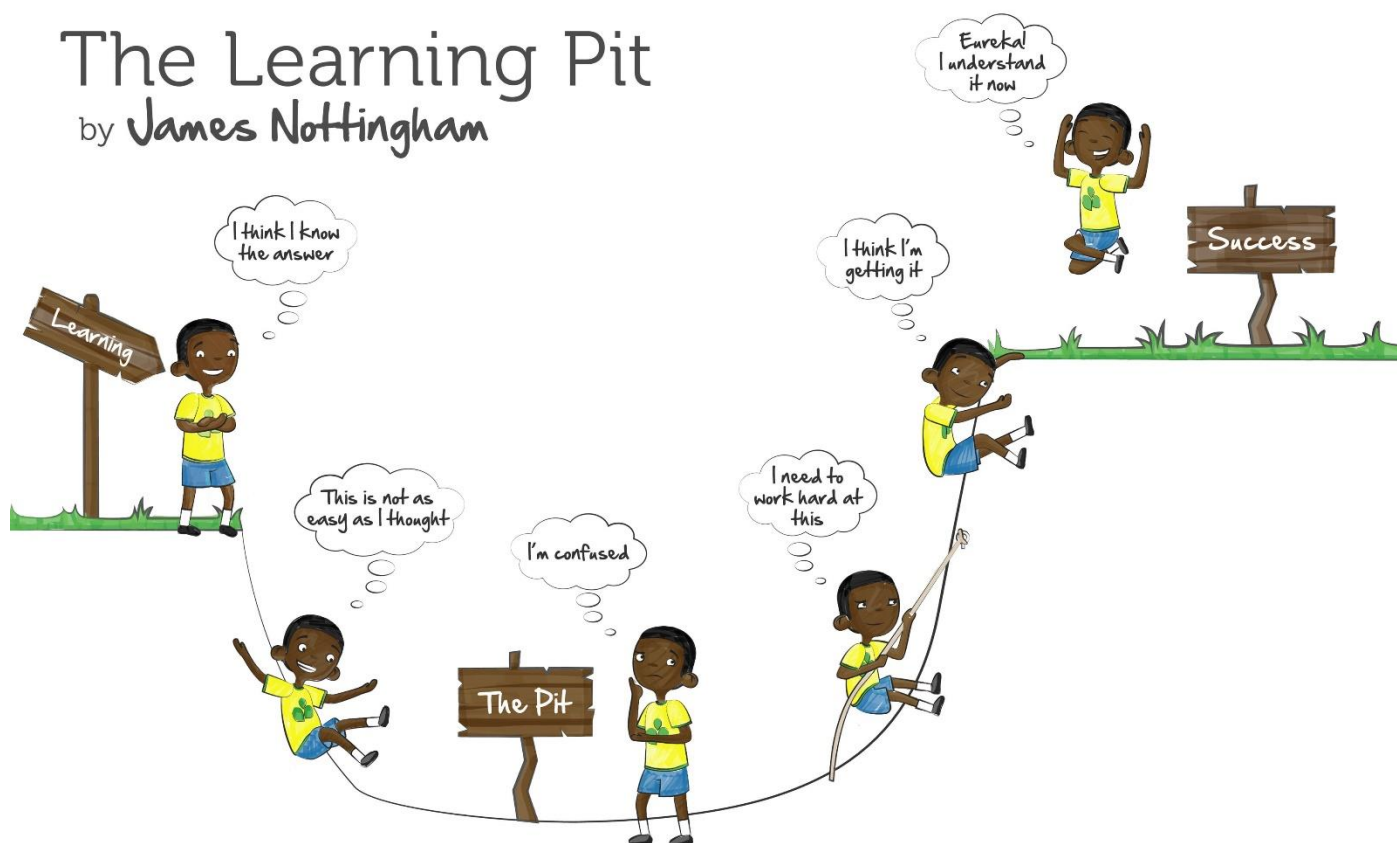 The Learning Pit
by James Nottingham
Learning
I think I know
the answer
This is not as
easy as I thought
The Pit
I'm confused
I need to
work hard at
this
I think I'm
getting it
Eureka!
I understand
it now
Success